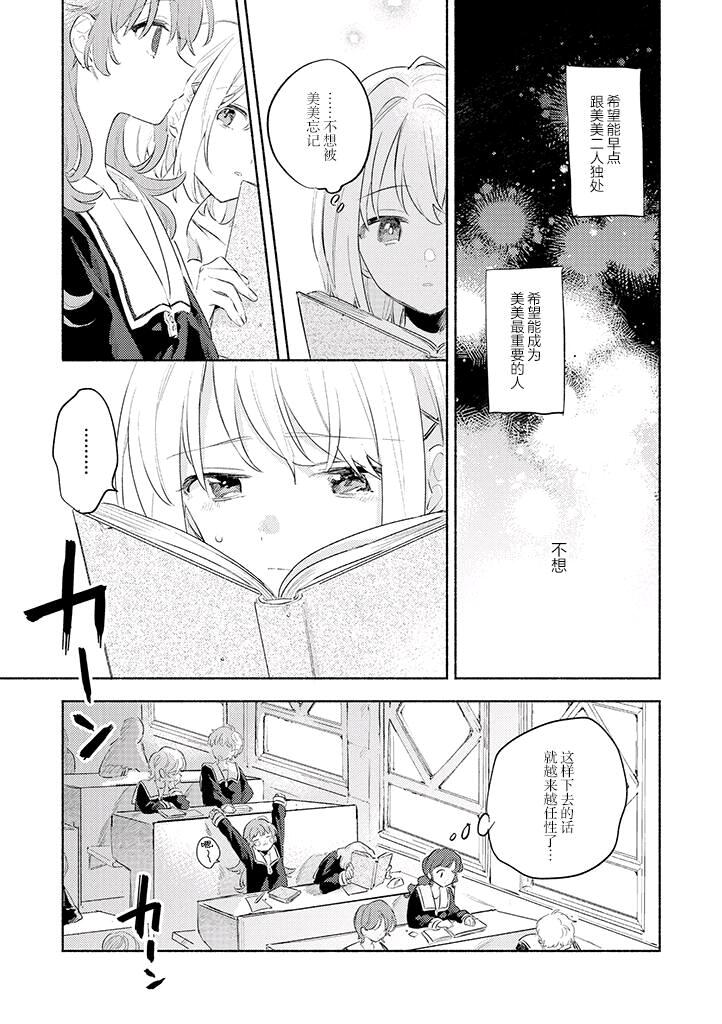 希望能早点
跟美美二人独处
希望能成为
美美最重要的人
不想
……不想被
美美忘记
………
カーン
这样下去的话
就越来越任性了…
嗯～
カーン